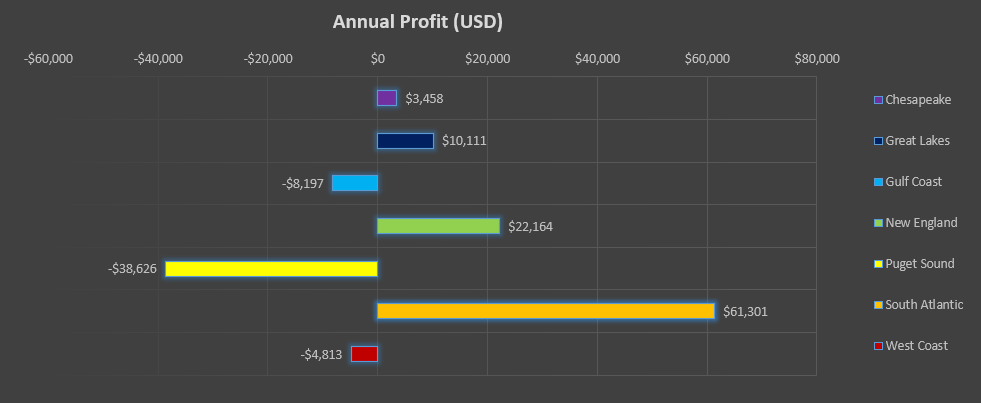 Annual Profit (USD)
-$60,000 -$40,000 -$20,000 $0 $20,000 $40,000 $60,000 $80,000
$3,458
$10,111
-$8,197
$22,164
-$38,626
$61,301
-$4,813
Chesapeake
Great Lakes
Gulf Coast
New England
Puget Sound
South Atlantic
West Coast